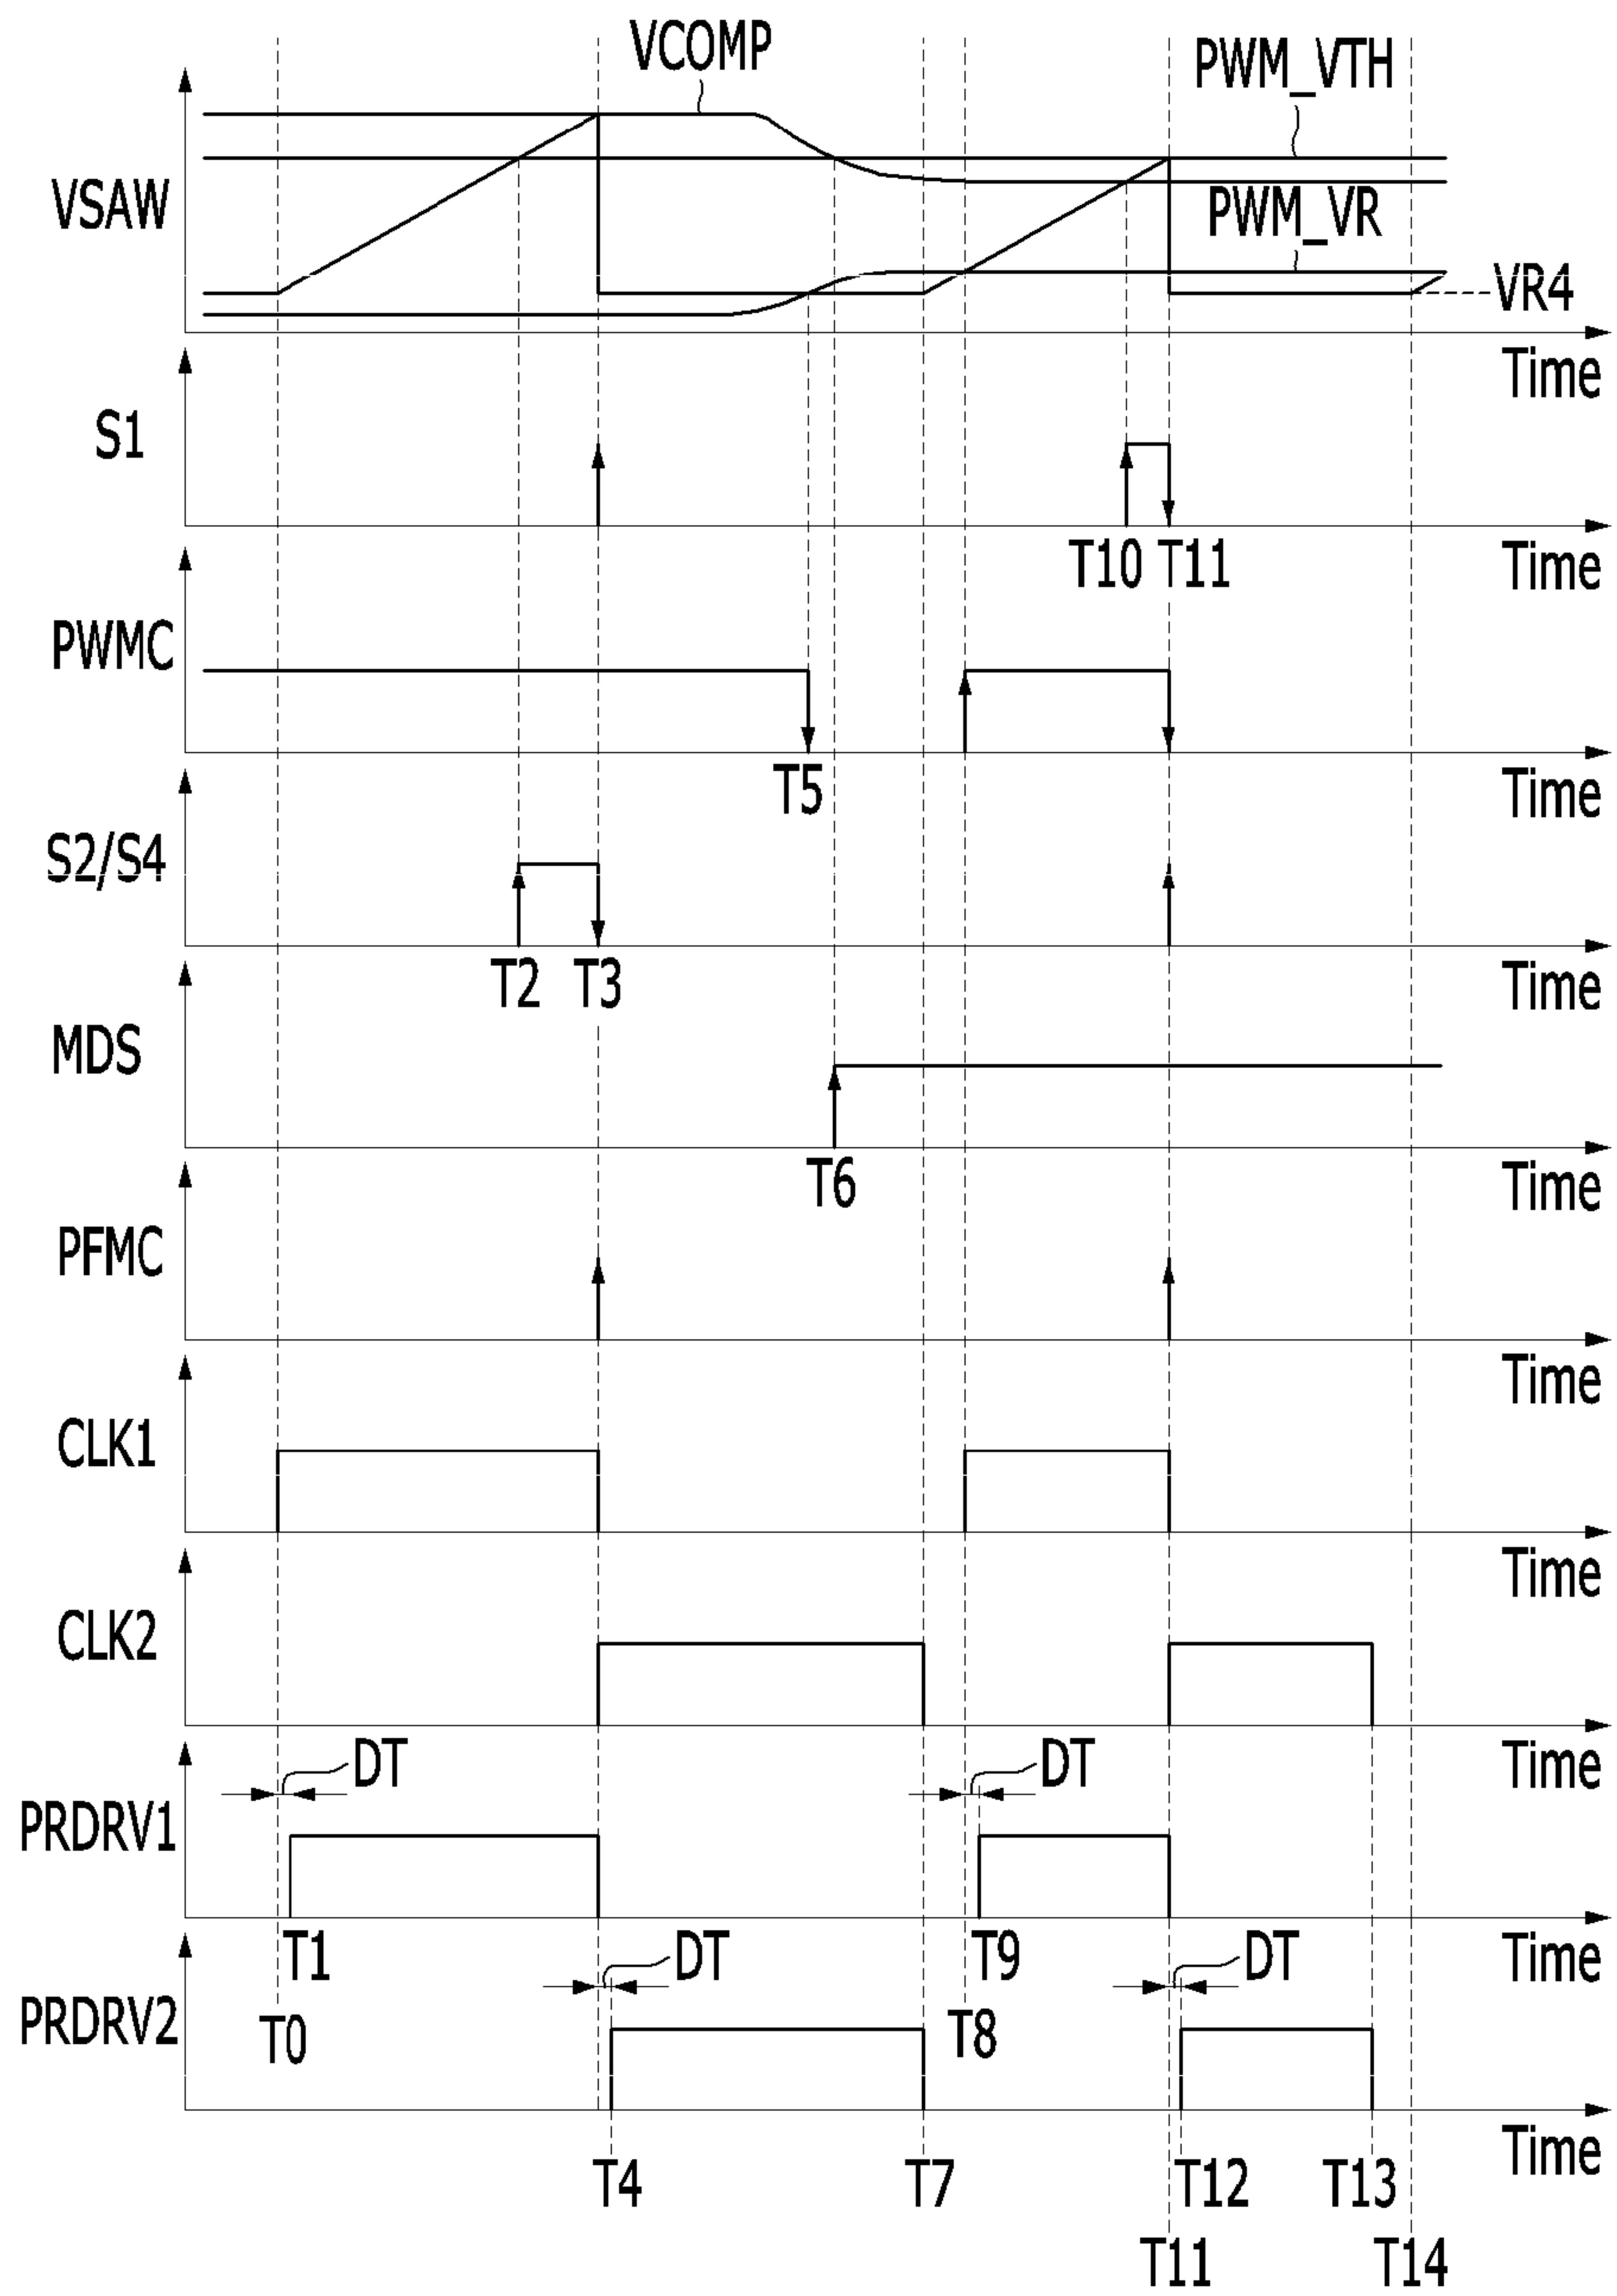 VCOMP
PWM_VTH
VSAW
PWM_VR
VR4
Time
S1
T10
T11
Time
PWMC
T5
Time
S2/S4
T2
T3
Time
MDS
T6
Time
PFMC
Time
CLK1
Time
CLK2
Time
DT
DT
PRDRV1
T1
T9
Time
DT
DT
PRDRV2
T0
T8
Time
T4
T7
T12
T13
T11
T14